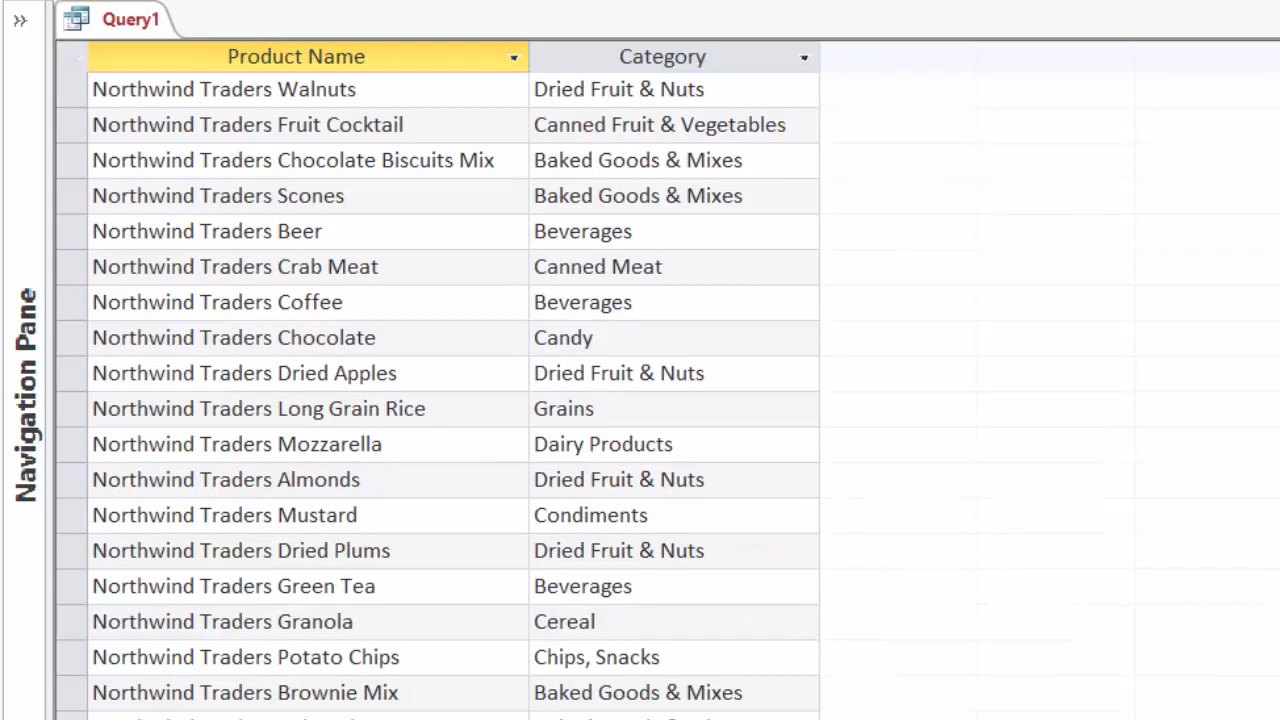 Query1
Product Name Category
Northwind Traders Walnuts Dried Fruit & Nuts
Northwind Traders Fruit Cocktail Canned Fruit & Vegetables
Northwind Traders Chocolate Biscuits Mix Baked Goods & Mixes
Northwind Traders Scones Baked Goods & Mixes
Northwind Traders Beer Beverages
Northwind Traders Crab Meat Canned Meat
Northwind Traders Coffee Beverages
Northwind Traders Chocolate Candy
Northwind Traders Dried Apples Dried Fruit & Nuts
Northwind Traders Long Grain Rice Grains
Northwind Traders Mozzarella Dairy Products
Northwind Traders Almonds Dried Fruit & Nuts
Northwind Traders Mustard Condiments
Northwind Traders Dried Plums Dried Fruit & Nuts
Northwind Traders Green Tea Beverages
Northwind Traders Granola Cereal
Northwind Traders Potato Chips Chips, Snacks
Northwind Traders Brownie Mix Baked Goods & Mixes
Navigation Pane